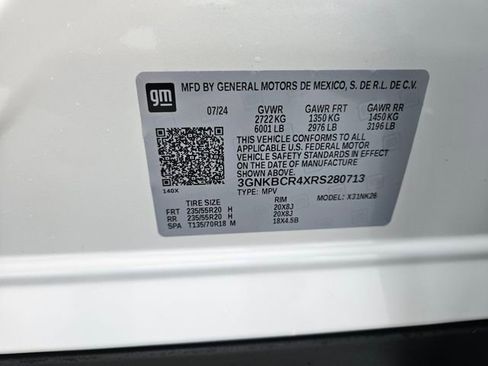 gm
MFD BY GENERAL MOTORS DE MEXICO, S. DE R.L. DE C.V.
07/24 GVWR GAWR FRT GAWR RR
2722 KG 1350 KG 1450 KG
6001 LB 2976 LB 3196 LB
THIS VEHICLE CONFORMS TO ALL
APPLICABLE U.S. FEDERAL MOTOR
VEHICLE SAFETY AND THEFT
PREVENTION STANDARDS IN EFFECT
ON THE DATE OF MANUFACTURE
SHOWN ABOVE.
3GNKBCR4XRS280713
TYPE: MPV MODEL: X31NK26
140X
TIRE SIZE RIM
FRT 235/55R20 H 20X8J
RR 235/55R20 H 20X8J
SPA T135/70R18 M 18X4.5B